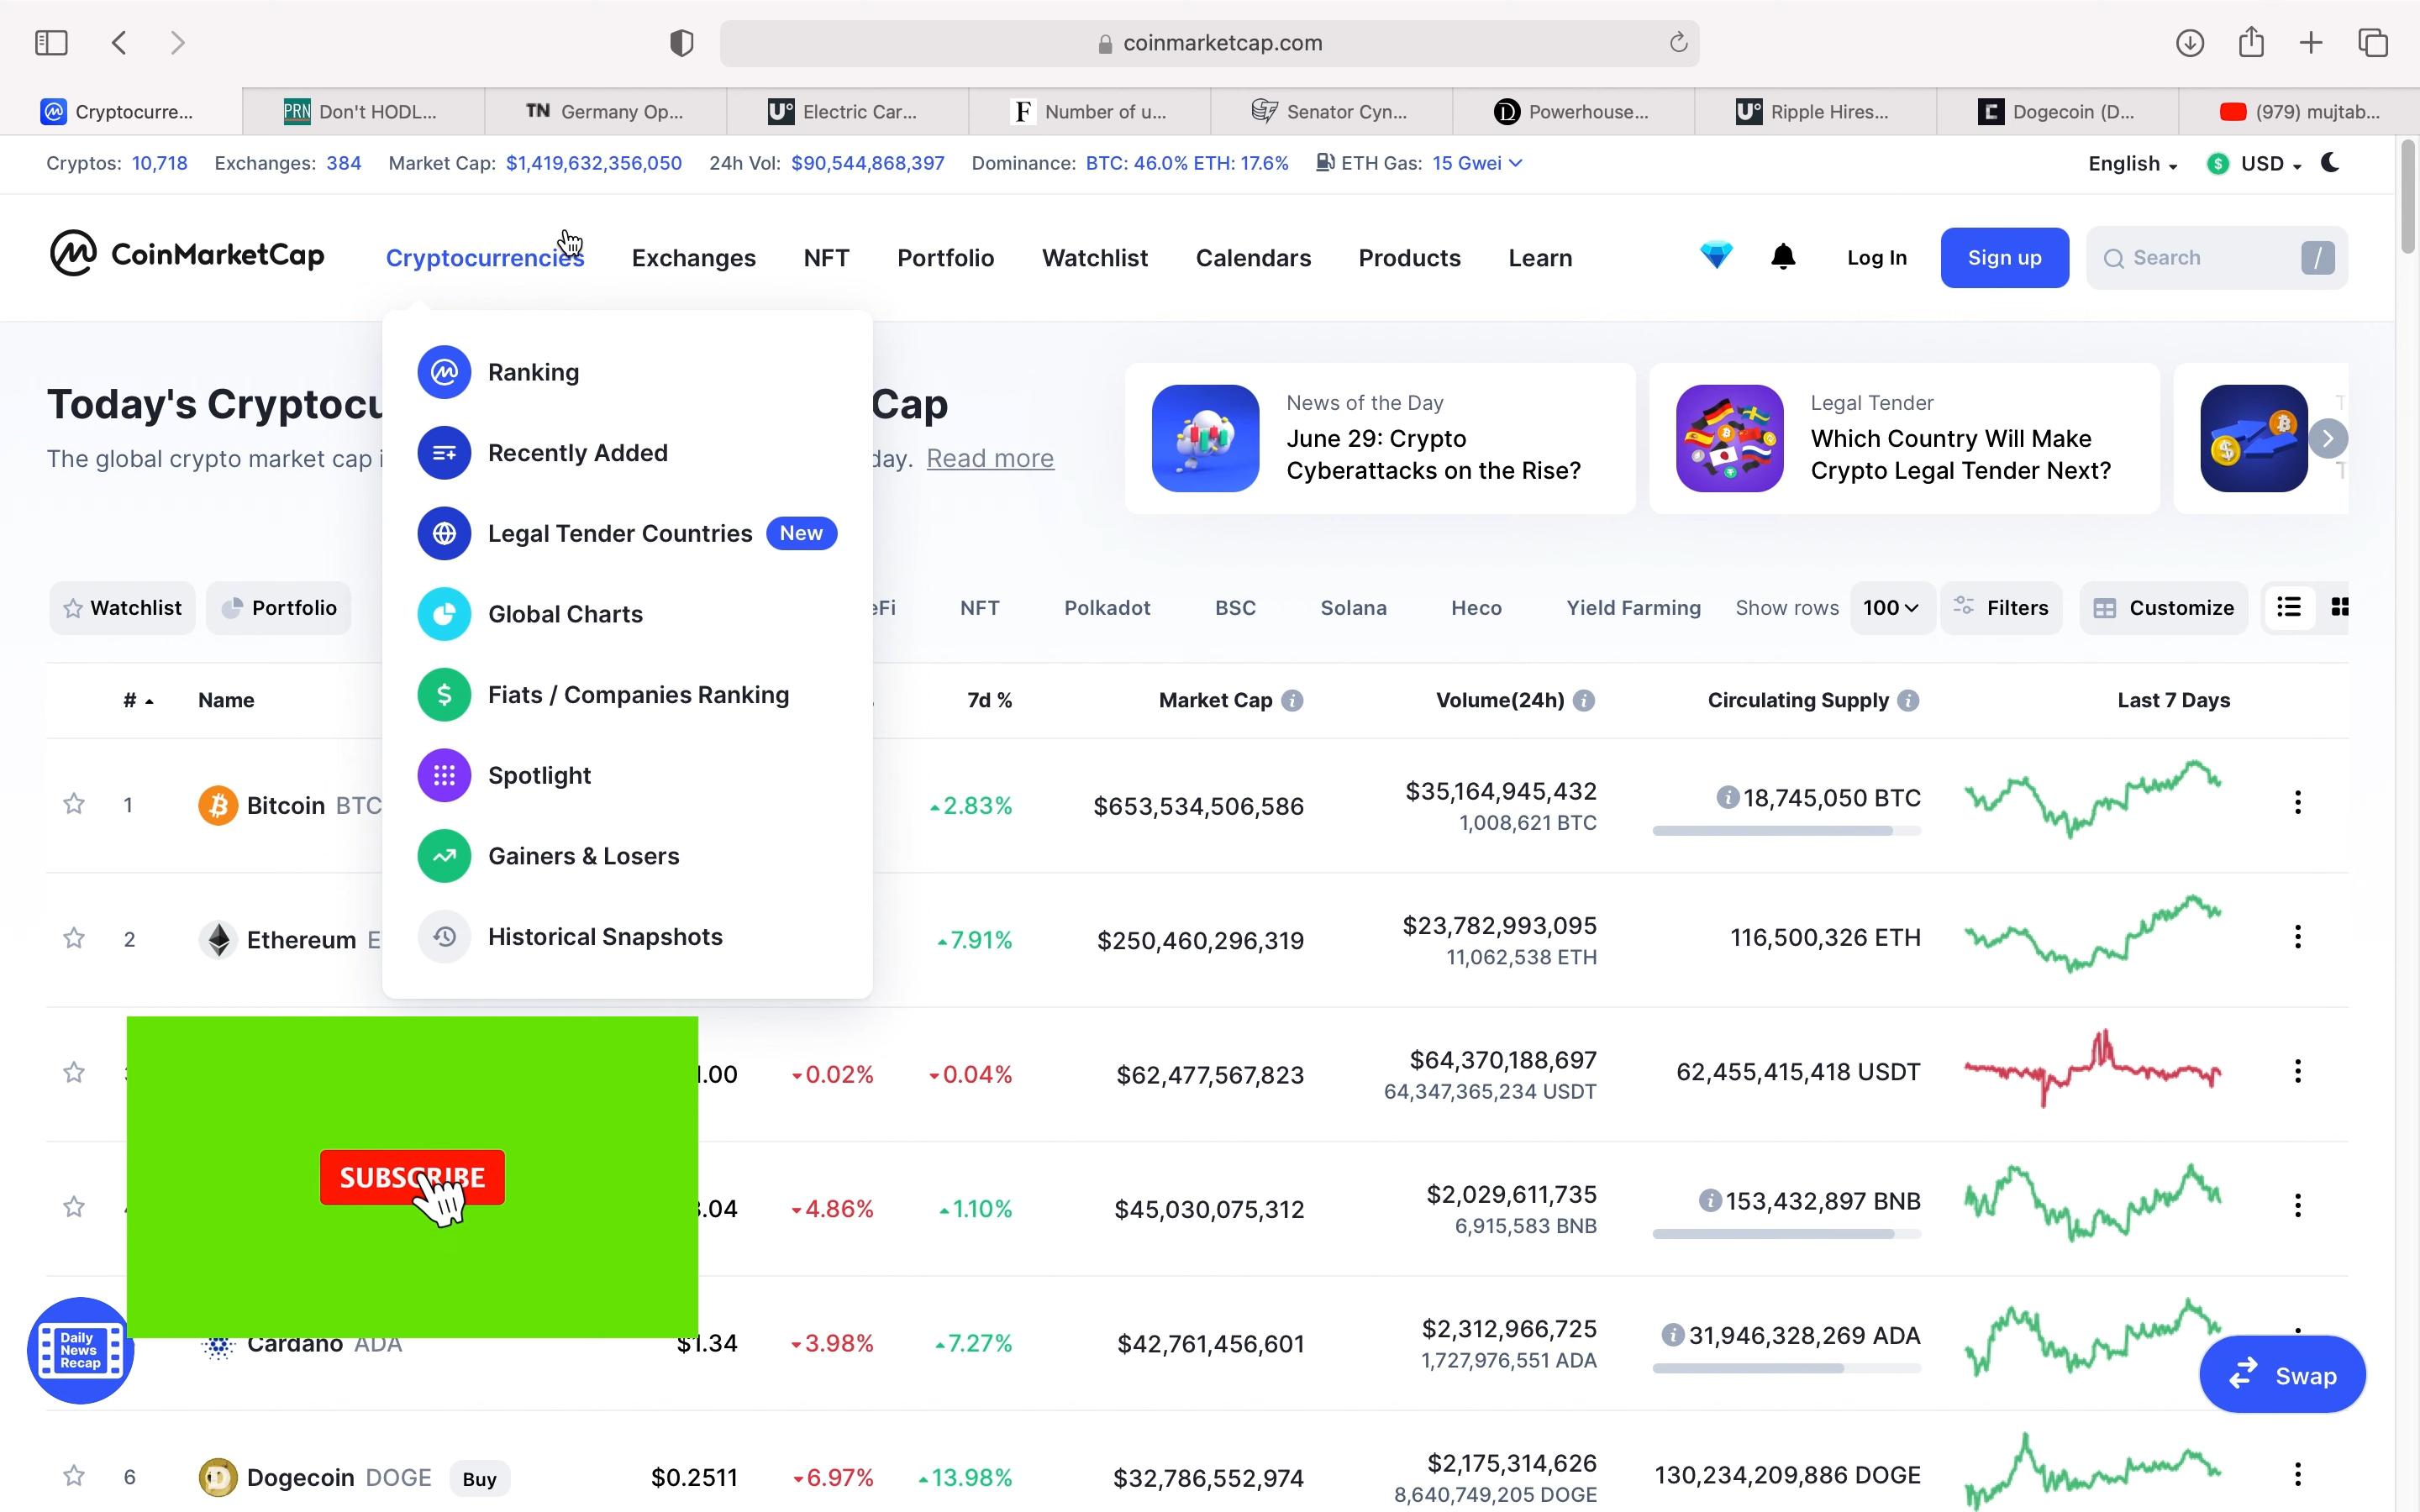 coinmarketcap.com
Cryptocurre...
PRN Don't HODL...
TN Germany Op...
U° Electric Car...
F Number of u...
Senator Cyn...
D Powerhouse...
U° Ripple Hires...
Dogecoin (D...
(979) mujtab...
Cryptos: 10,718 Exchanges: 384 Market Cap: $1,419,632,356,050 24h Vol: $90,544,868,397 Dominance: BTC: 46.0% ETH: 17.6% ETH Gas: 15 Gwei English USD
CoinMarketCap Cryptocurrencies Exchanges NFT Portfolio Watchlist Calendars Products Learn Log In Sign up Search /
Ranking
Recently Added
Legal Tender Countries New
Global Charts
Fiats / Companies Ranking
Spotlight
Gainers & Losers
Historical Snapshots
Today's Cryptocu Cap
The global crypto market cap i day. Read more
News of the Day
June 29: Crypto
Cyberattacks on the Rise?
Legal Tender
Which Country Will Make
Crypto Legal Tender Next?
Watchlist Portfolio eFi NFT Polkadot BSC Solana Heco Yield Farming Show rows 100 Filters Customize
# Name 7d % Market Cap Volume(24h) Circulating Supply Last 7 Days
1 Bitcoin BTC 2.83% $653,534,506,586 $35,164,945,432 18,745,050 BTC
1,008,621 BTC
2 Ethereum E 7.91% $250,460,296,319 $23,782,993,095 116,500,326 ETH
11,062,538 ETH
1.00 0.02% 0.04% $62,477,567,823 $64,370,188,697 62,455,415,418 USDT
64,347,365,234 USDT
SUBSCRIBE
.04 4.86% 1.10% $45,030,075,312 $2,029,611,735 153,432,897 BNB
6,915,583 BNB
Daily
News
Recap
Cardano ADA $1.34 3.98% 7.27% $42,761,456,601 $2,312,966,725 31,946,328,269 ADA
1,727,976,551 ADA
Swap
6 Dogecoin DOGE Buy $0.2511 6.97% 13.98% $32,786,552,974 $2,175,314,626 130,234,209,886 DOGE
8,640,749,205 DOGE